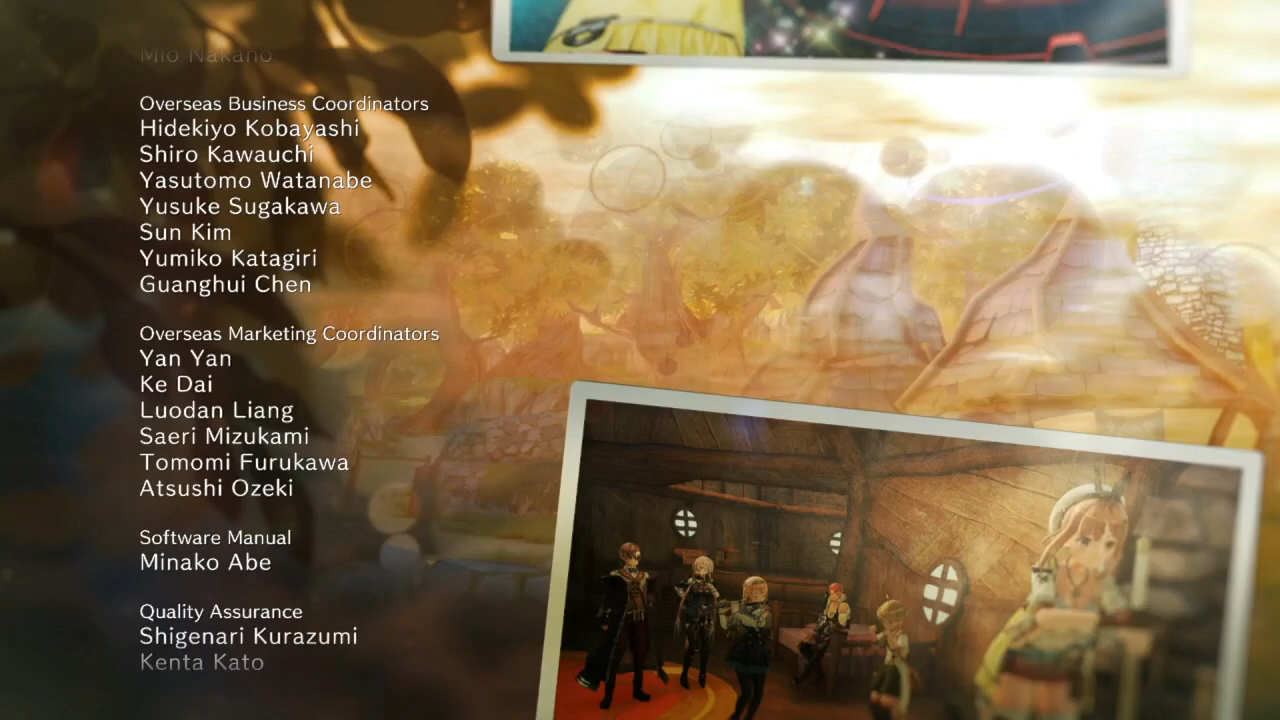 Mio Nakano
Overseas Business Coordinators
Hidekiyo Kobayashi
Shiro Kawauchi
Yasutomo Watanabe
Yusuke Sugakawa
Sun Kim
Yumiko Katagiri
Guanghui Chen
Overseas Marketing Coordinators
Yan Yan
Ke Dai
Luodan Liang
Saeri Mizukami
Tomomi Furukawa
Atsushi Ozeki
Software Manual
Minako Abe
Quality Assurance
Shigenari Kurazumi
Kenta Kato